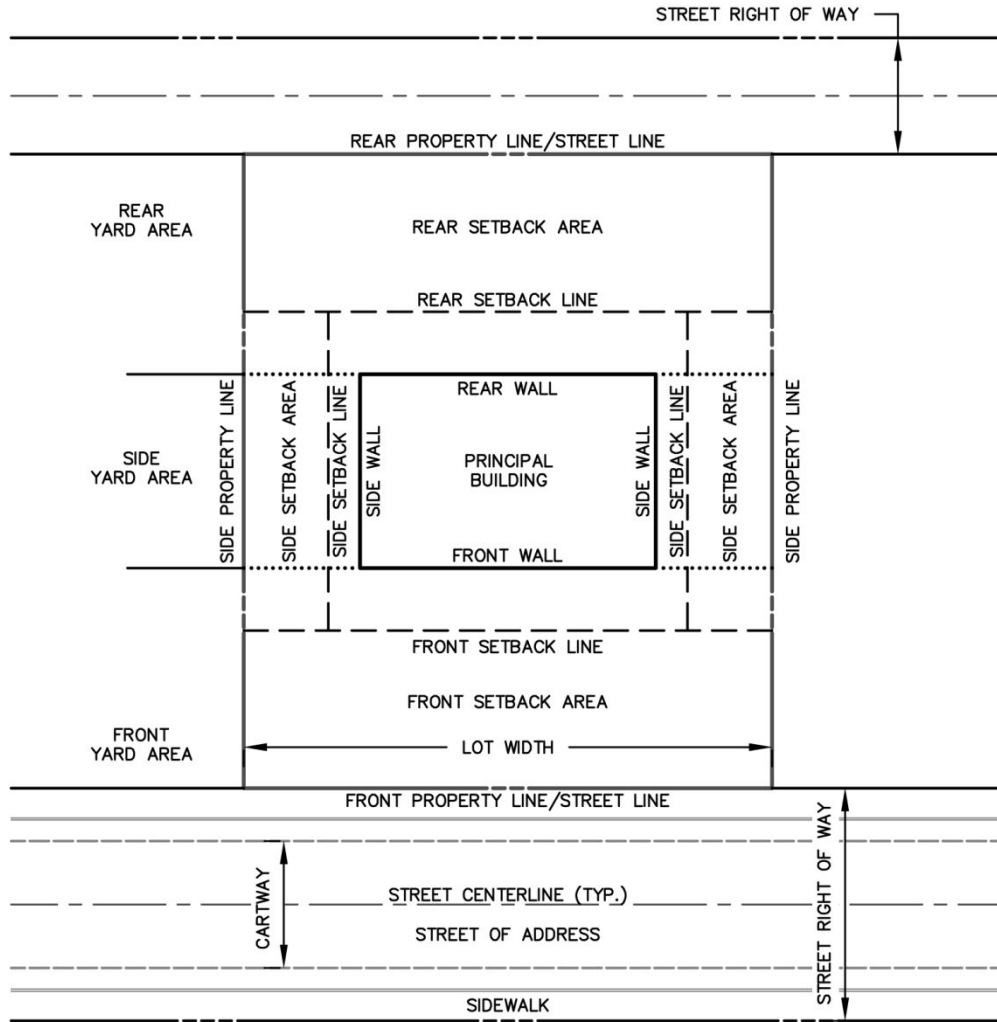 STREET RIGHT OF WAY
REAR PROPERTY LINE/STREET LINE
REAR
YARD AREA
REAR SETBACK AREA
REAR SETBACK LINE
SIDE
YARD AREA
SIDE PROPERTY LINE
SIDE SETBACK AREA
SIDE SETBACK LINE
SIDE WALL
REAR WALL
PRINCIPAL
BUILDING
FRONT WALL
SIDE WALL
SIDE SETBACK LINE
SIDE SETBACK AREA
SIDE PROPERTY LINE
FRONT SETBACK LINE
FRONT SETBACK AREA
FRONT
YARD AREA
LOT WIDTH
FRONT PROPERTY LINE/STREET LINE
CARTWAY
STREET CENTERLINE (TYP.)
STREET OF ADDRESS
STREET RIGHT OF WAY
SIDEWALK